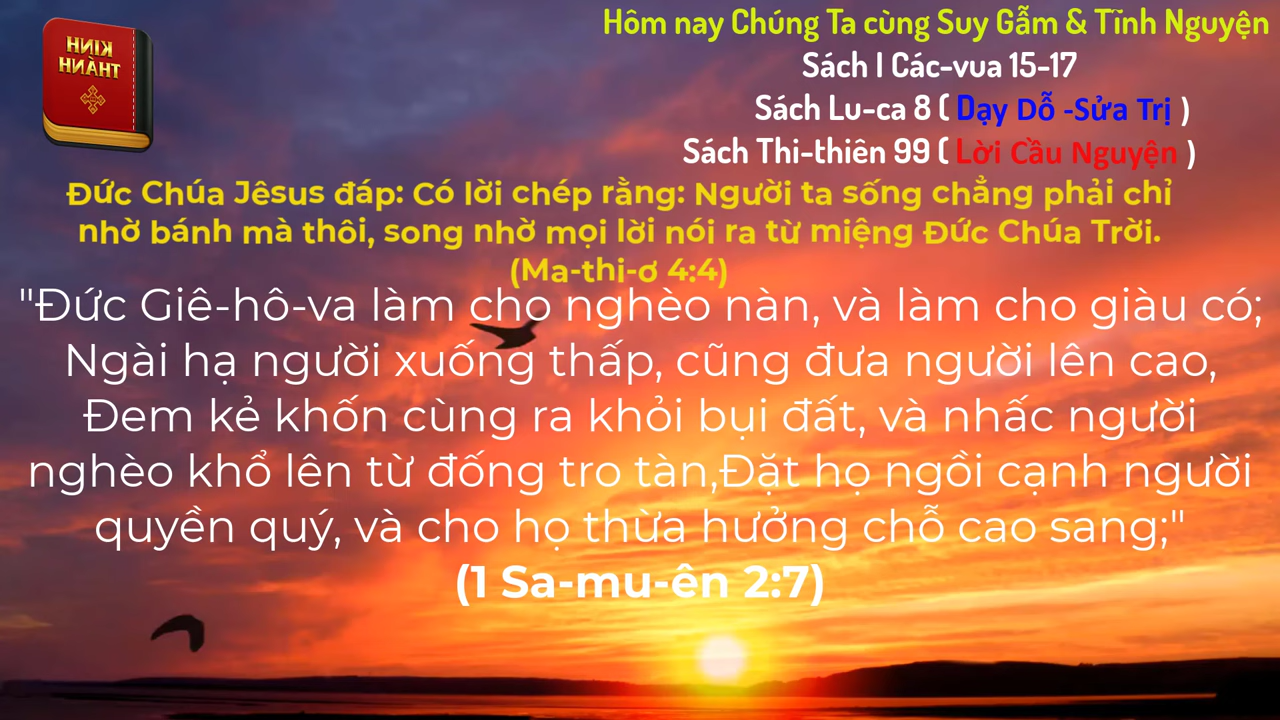 KINH
THÁNH
Hôm nay Chúng Ta cùng Suy Gẫm & Tĩnh Nguyện
Sách I Các-vua 15-17
Sách Lu-ca 8 ( Dạy Dỗ -Sửa Trị )
Sách Thi-thiên 99 ( Lời Cầu Nguyện )
Đức Chúa Jêsus đáp: Có lời chép rằng: Người ta sống chẳng phải chỉ
nhờ bánh mà thôi, song nhờ mọi lời nói ra từ miệng Đức Chúa Trời.
(Ma-thi-ơ 4:4)
"Đức Giê-hô-va làm cho nghèo nàn, và làm cho giàu có;
Ngài hạ người xuống thấp, cũng đưa người lên cao,
Đem kẻ khốn cùng ra khỏi bụi đất, và nhấc người
nghèo khổ lên từ đống tro tàn,Đặt họ ngồi cạnh người
quyền quý, và cho họ thừa hưởng chỗ cao sang;"
(1 Sa-mu-ên 2:7)